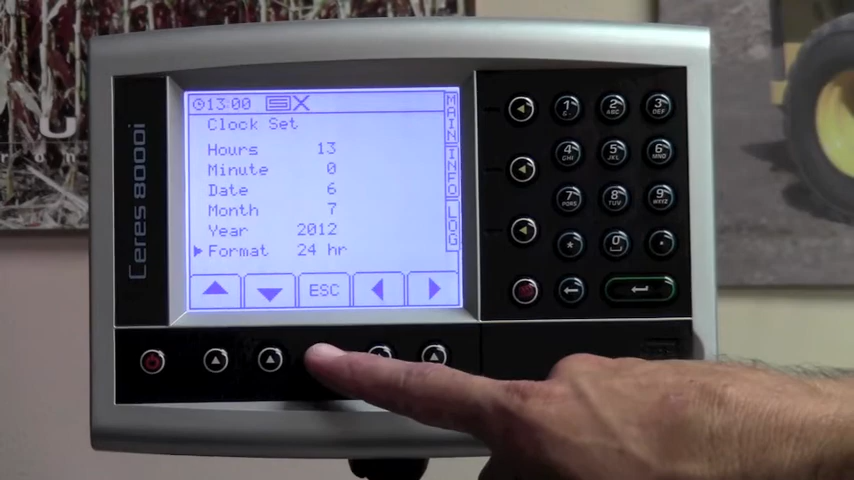 13:00
Clock Set
Hours 13
Minute 0
Date 6
Month 7
Year 2012
Format 24 hr
ESC
MAIN
INFO
LOG
Ceres 8000i
1
2 ABC
3 DEF
4 GHI
5 JKL
6 MNO
7 PQRS
8 TUV
9 WXYZ
*
0
.